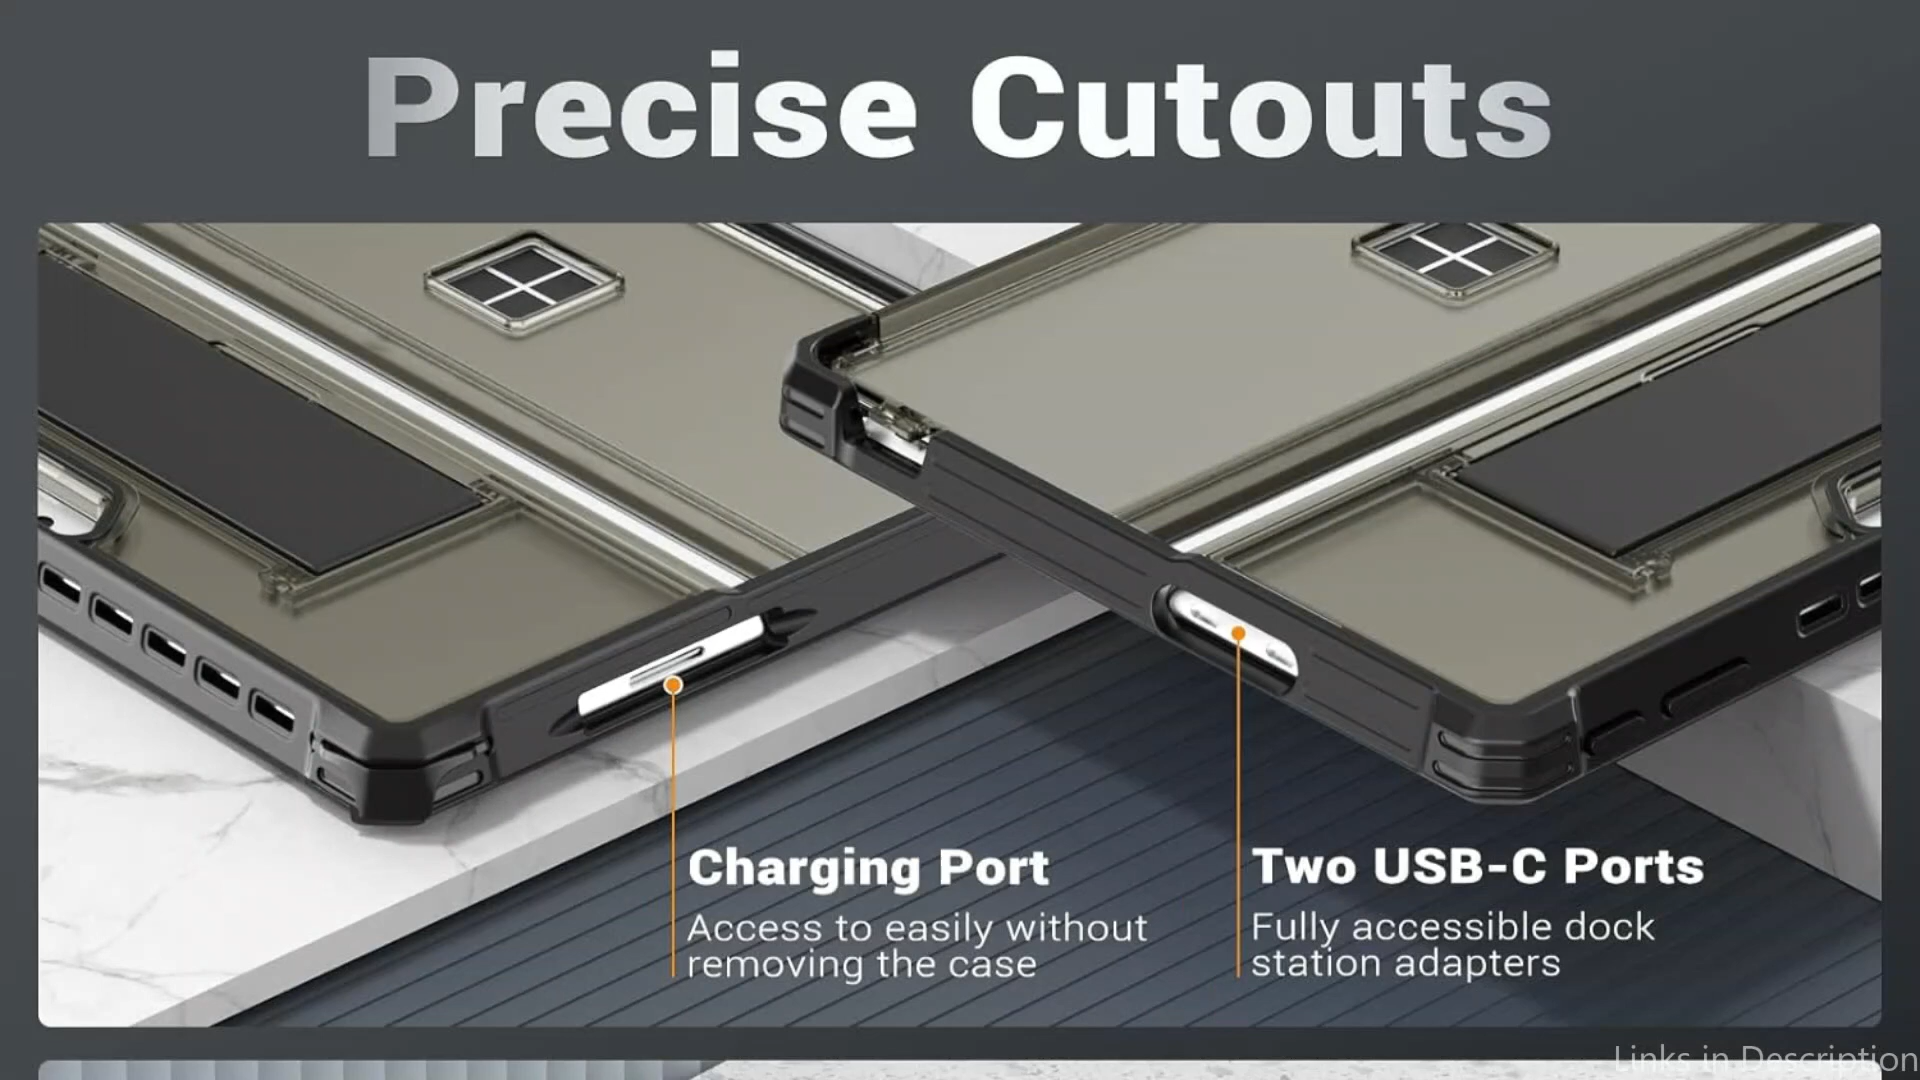 Precise Cutouts
Charging Port
Access to easily without
removing the case
Two USB-C Ports
Fully accessible dock
station adapters
Links in Description